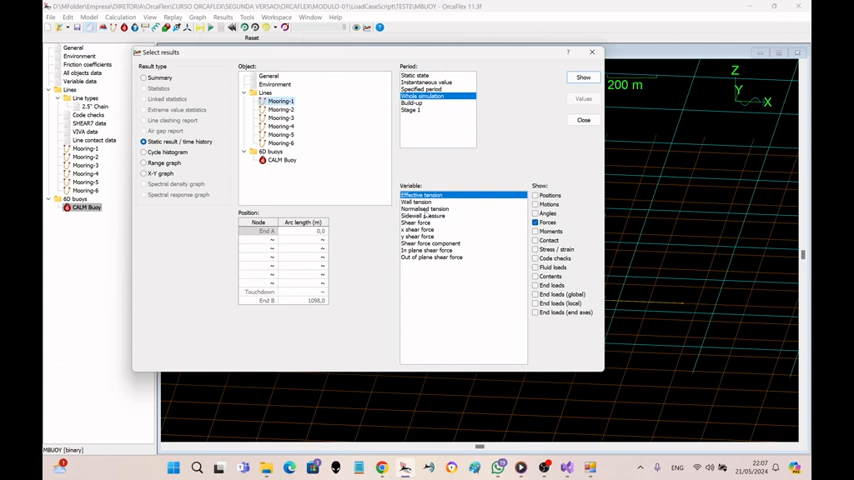 D:\MFolder\Empresa\DIRETORIA\ORCAFLEX\CURSO ORCAFLEX\SEGUNDA VERSAO\ORCAFLEX\MODULO-01\LoadCaseScript\TESTE\MBUOY - OrcaFlex 11.3f
File Edit Model Calculation View Replay Graph Results Tools Workspace Window Help
Reset
General
Environment
Friction coefficients
All objects data
Variable data
Lines
Line types
2.5" Chain
Code checks
SHEAR7 data
VIVA data
Line contact data
Mooring-1
Mooring-2
Mooring-3
Mooring-4
Mooring-5
Mooring-6
6D buoys
CALM Buoy
MBUOY (binary)
Select results
?
Result type
Summary
Statistics
Linked statistics
Extreme value statistics
Line clashing report
Air gap report
Static result / time history
Cycle histogram
Range graph
X-Y graph
Spectral density graph
Spectral response graph
Object:
General
Environment
Lines
Mooring-1
Mooring-2
Mooring-3
Mooring-4
Mooring-5
Mooring-6
6D buoys
CALM Buoy
Position:
Node Arc length (m)
End A 0,0
~ ~
~ ~
~ ~
~ ~
~ ~
Touchdown ~
End B 1098,0
Period:
Static state
Instantaneous value
Specified period
Whole simulation
Build-up
Stage 1
Show
Values
Close
Variable:
Effective tension
Wall tension
Normalised tension
Sidewall pressure
Shear force
x shear force
y shear force
Shear force component
In plane shear force
Out of plane shear force
Show:
Positions
Motions
Angles
Forces
Moments
Contact
Stress / strain
Code checks
Fluid loads
Contents
End loads
End loads (global)
End loads (local)
End loads (end axes)
200 m
Z
Y
X
ENG
22:07
21/05/2024